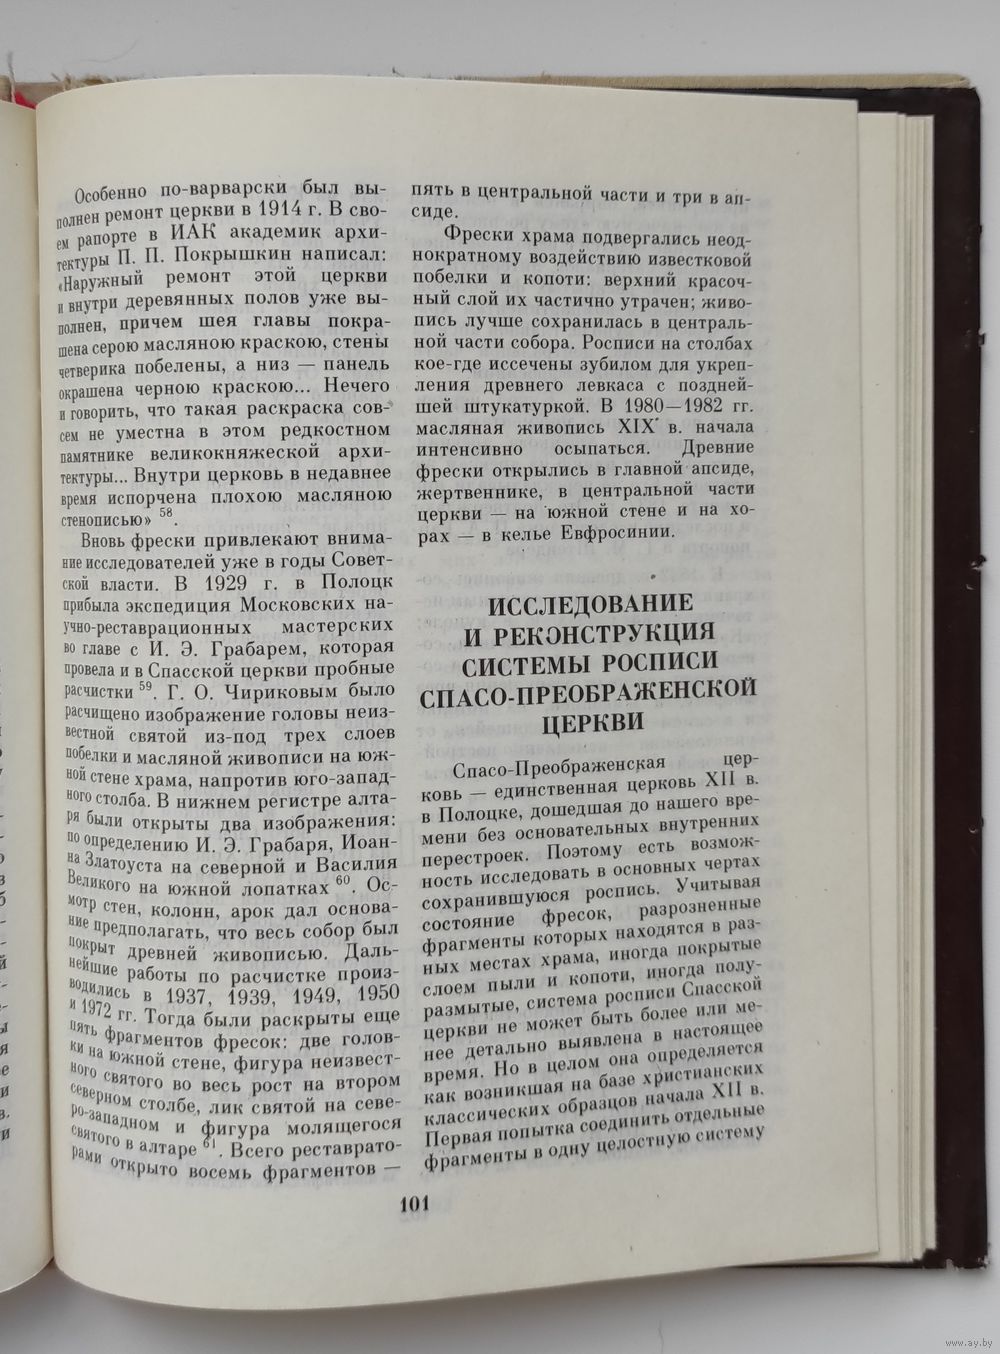 Особенно по-варварски был вы-
полнен ремонт церкви в 1914 г. В сво-
ем рапорте в ИАК академик архи-
тектуры П. П. Покрышкин написал:
«Наружный ремонт этой церкви
и внутри деревянных полов уже вы-
полнен, причем шея главы покра-
шена серою масляною краскою, стены
четверика побелены, а низ — панель
окрашена черною краскою... Нечего
и говорить, что такая раскраска сов-
сем не уместна в этом редкостном
памятнике великокняжеской архи-
тектуры... Внутри церковь в недавнее
время испорчена плохою масляною
стенописью» 58.
Вновь фрески привлекают внима-
ние исследователей уже в годы Совет-
ской власти. В 1929 г. в Полоцк
прибыла экспедиция Московских на-
учно-реставрационных мастерских
во главе с И. Э. Грабарем, которая
провела и в Спасской церкви пробные
расчистки 59. Г. О. Чириковым было
расчищено изображение головы неиз-
вестной святой из-под трех слоев
побелки и масляной живописи на юж-
ной стене храма, напротив юго-запад-
ного столба. В нижнем регистре алта-
ря были открыты два изображения:
по определению И. Э. Грабаря, Иоан-
на Златоуста на северной и Василия
Великого на южной лопатках 60. Ос-
мотр стен, колонн, арок дал основа-
ние предполагать, что весь собор был
покрыт древней живописью. Даль-
нейшие работы по расчистке произ-
водились в 1937, 1939, 1949, 1950
и 1972 гг. Тогда были раскрыты еще
пять фрагментов фресок: две голов-
ки на южной стене, фигура неизвест-
ного святого во весь рост на втором
северном столбе, лик святой на севе-
ро-западном и фигура молящегося
святого в алтаре 61. Всего реставрато-
рами открыто восемь фрагментов —
пять в центральной части и три в ап-
сиде.
Фрески храма подвергались неод-
нократному воздействию известковой
побелки и копоти: верхний красоч-
ный слой их частично утрачен; живо-
пись лучше сохранилась в централь-
ной части собора. Росписи на столбах
кое-где иссечены зубилом для укреп-
ления древнего левкаса с поздней-
шей штукатуркой. В 1980—1982 гг.
масляная живопись XIX в. начала
интенсивно осыпаться. Древние
фрески открылись в главной апсиде,
жертвеннике, в центральной части
церкви — на южной стене и на хо-
рах — в келье Евфросинии.
ИССЛЕДОВАНИЕ
И РЕКОНСТРУКЦИЯ
СИСТЕМЫ РОСПИСИ
СПАСО-ПРЕОБРАЖЕНСКОЙ
ЦЕРКВИ
Спасо-Преображенская цер-
ковь — единственная церковь XII в.
в Полоцке, дошедшая до нашего вре-
мени без основательных внутренних
перестроек. Поэтому есть возмож-
ность исследовать в основных чертах
сохранившуюся роспись. Учитывая
состояние фресок, разрозненные
фрагменты которых находятся в раз-
ных местах храма, иногда покрытые
слоем пыли и копоти, иногда полу-
размытые, система росписи Спасской
церкви не может быть более или ме-
нее детально выявлена в настоящее
время. Но в целом она определяется
как возникшая на базе христианских
классических образцов начала XII в.
Первая попытка соединить отдельные
фрагменты в одну целостную систему
101
www.ay.by